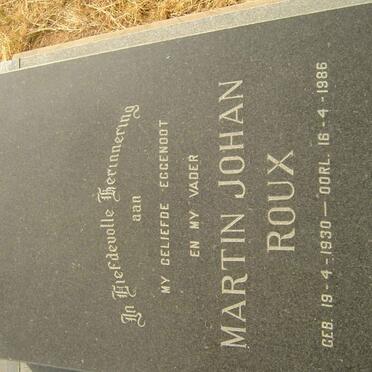 In Liefdevolle Herinnering
aan
MY GELIEFDE EGGENOOT
EN MY VADER
MARTIN JOHAN
ROUX
GEB. 19-4-1930 — OORL. 16-4-1986